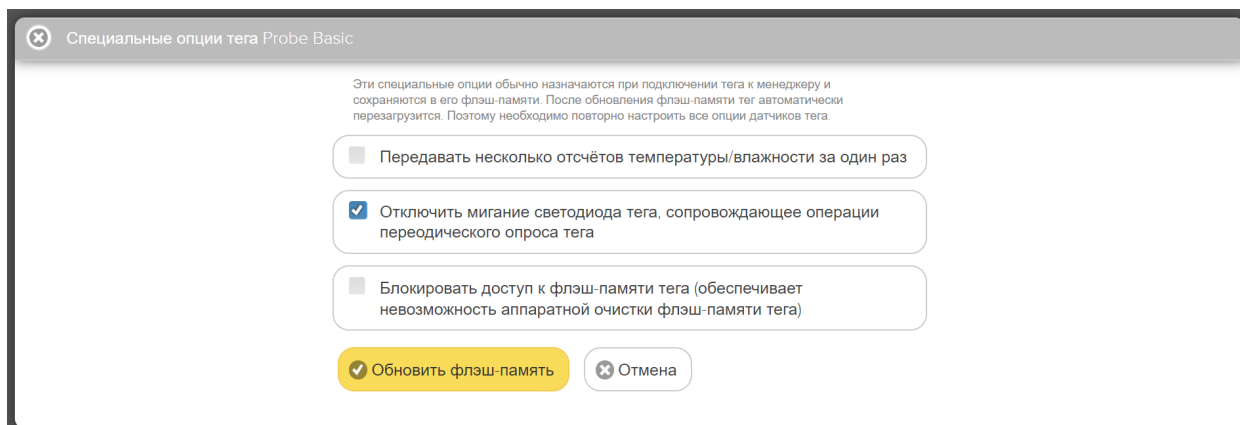 Специальные опции тега Probe Basic
Эти специальные опции обычно назначаются при подключении тега к менеджеру и
сохраняются в его флэш-памяти. После обновления флэш-памяти тег автоматически
перезагрузится. Поэтому необходимо повторно настроить все опции датчиков тега.
Передавать несколько отсчётов температуры/влажности за один раз
Отключить мигание светодиода тега, сопровождающее операции
переодического опроса тега
Блокировать доступ к флэш-памяти тега (обеспечивает
невозможность аппаратной очистки флэш-памяти тега)
Обновить флэш-память
Отмена